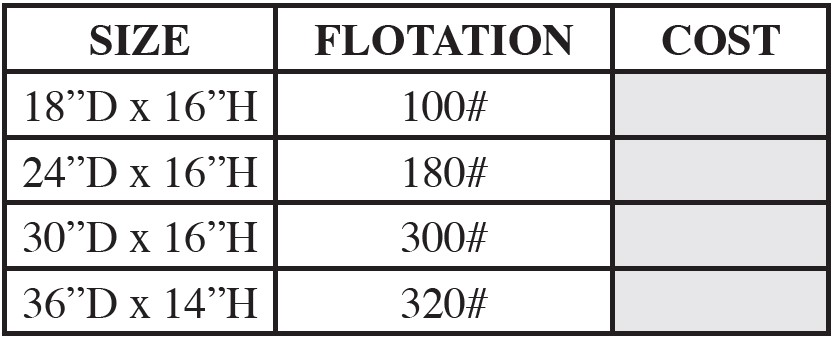 SIZE FLOTATION COST
18”D x 16”H 100#
24”D x 16”H 180#
30”D x 16”H 300#
36”D x 14”H 320#